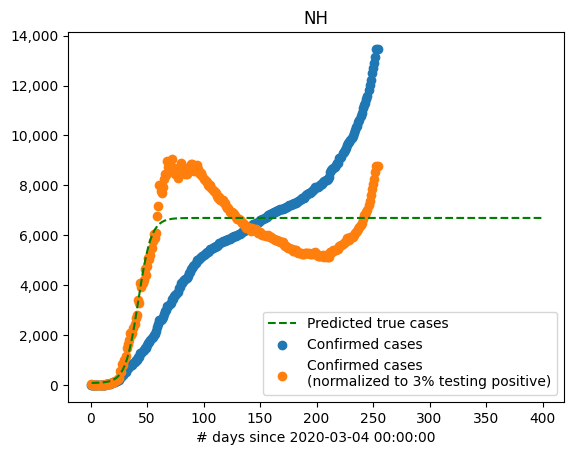 NH
14,000
12,000
10,000
8,000
6,000
4,000
2,000
0
Predicted true cases
Confirmed cases
Confirmed cases
(normalized to 3% testing positive)
0 50 100 150 200 250 300 350 400
# days since 2020-03-04 00:00:00